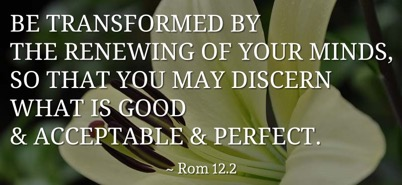 BE TRANSFORMED BY
THE RENEWING OF YOUR MINDS,
SO THAT YOU MAY DISCERN
WHAT IS GOOD
& ACCEPTABLE & PERFECT.
~ Rom 12.2